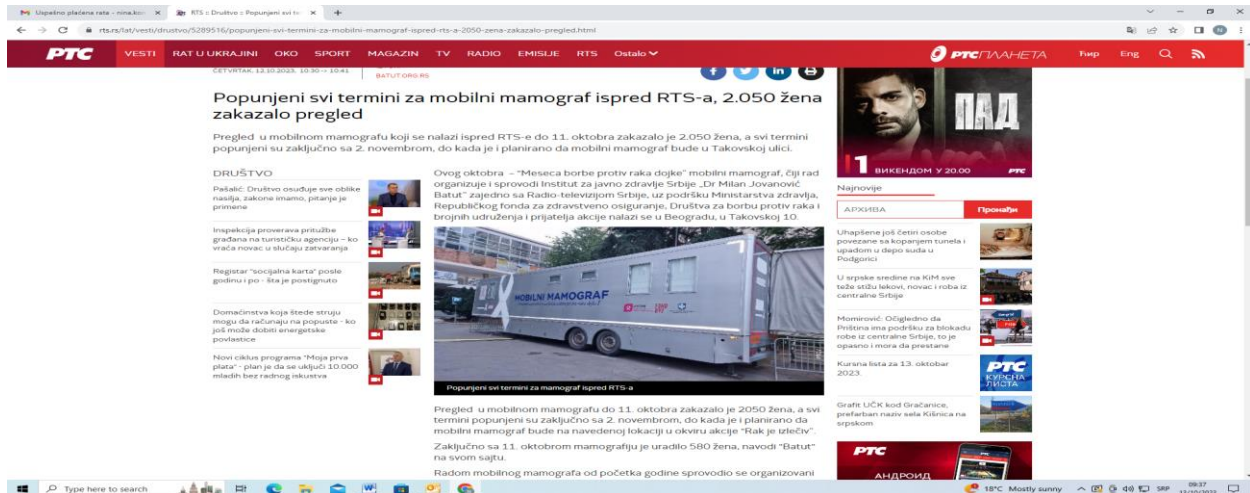 Uspešno plaćena rata - nina.kos
RTS :: Društvo :: Popunjeni svi te
rts.rs/lat/vesti/drustvo/5289516/popunjeni-svi-termini-za-mobilni-mamograf-ispred-rts-a-2050-zena-zakazalo-pregled.html
РТС VESTI RAT U UKRAJINI OKO SPORT MAGAZIN TV RADIO EMISIJE RTS Ostalo РТС ПЛАНЕТА Ћир Eng
ČETVRTAK, 12.10.2023, 10:30 -> 10:41
BATUT.ORG.RS
Popunjeni svi termini za mobilni mamograf ispred RTS-a, 2.050 žena
zakazalo pregled
Pregled u mobilnom mamografu koji se nalazi ispred RTS-e do 11. oktobra zakazalo je 2.050 žena, a svi termini
popunjeni su zaključno sa 2. novembrom, do kada je i planirano da mobilni mamograf bude u Takovskoj ulici.
DRUŠTVO
Pašalić: Društvo osuđuje sve oblike
nasilja, zakone imamo, pitanje je
primene
Inspekcija proverava pritužbe
građana na turističku agenciju – ko
vraća novac u slučaju zatvaranja
Registar "socijalna karta" posle
godinu i po - šta je postignuto
Domaćinstva koja štede struju
mogu da računaju na popuste - ko
još može dobiti energetske
povlastice
Novi ciklus programa "Moja prva
plata" - plan je da se uključi 10.000
mladih bez radnog iskustva
Ovog oktobra – "Meseca borbe protiv raka dojke" mobilni mamograf, čiji rad
organizuje i sprovodi Institut za javno zdravlje Srbije „Dr Milan Jovanović
Batut" zajedno sa Radio-televizijom Srbije, uz podršku Ministarstva zdravlja,
Republičkog fonda za zdravstveno osiguranje, Društva za borbu protiv raka i
brojnih udruženja i prijatelja akcije nalazi se u Beogradu, u Takovskoj 10.
MOBILNI MAMOGRAF
Popunjeni svi termini za mamograf ispred RTS-a
Pregled u mobilnom mamografu do 11. oktobra zakazalo je 2050 žena, a svi
termini popunjeni su zaključno sa 2. novembrom, do kada je i planirano da
mobilni mamograf bude na navedenoj lokaciji u okviru akcije "Rak je izlečiv".
Zaključno sa 11. oktobrom mamografiju je uradilo 580 žena, navodi "Batut"
na svom sajtu.
Radom mobilnog mamografa od početka godine sprovodio se organizovani
ПАД
1 ВИКЕНДОМ У 20.00 РТС
Najnovije
АРХИВА Пронађи
Uhapšene još četiri osobe
povezane sa kopanjem tunela i
upadom u depo suda u
Podgorici
U srpske sredine na KiM sve
teže stižu lekovi, novac i roba iz
centralne Srbije
Momirović: Očigledno da
Priština ima podršku za blokadu
robe iz centralne Srbije, to je
opasno i mora da prestane
Kursna lista za 13. oktobar
2023.
РТС
КУРСНА
ЛИСТА
Grafit UČK kod Gračanice,
prefarban naziv sela Kišnica na
srpskom
РТС
АНДРОИД
Type here to search
18°C Mostly sunny
SRP
09:37
13/10/2023